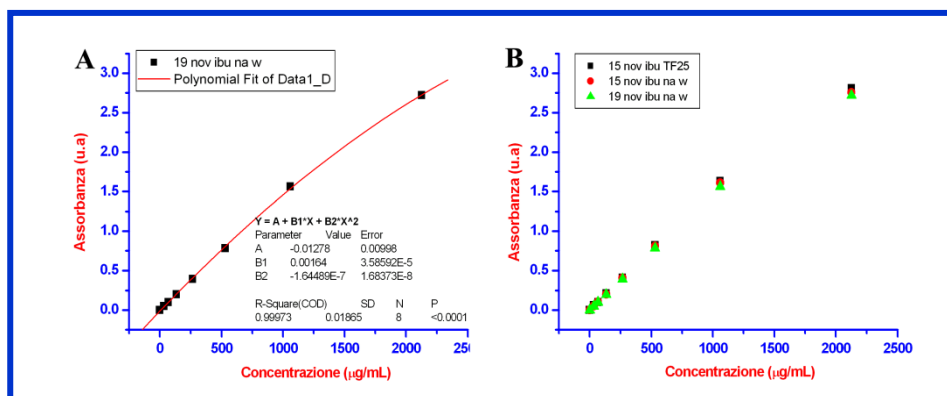 A
19 nov ibu na w
Polynomial Fit of Data1_D
3.0
2.5
2.0
1.5
1.0
0.5
0.0
Assorbanza (u.a)
Y = A + B1*X + B2*X^2
Parameter Value Error
A -0.01278 0.00998
B1 0.00164 3.58592E-5
B2 -1.64489E-7 1.68373E-8
R-Square(COD) SD N P
0.99973 0.01865 8 <0.0001
0 500 1000 1500 2000 250
Concentrazione (µg/mL)
B
15 nov ibu TF25
15 nov ibu na w
19 nov ibu na w
3.0
2.5
2.0
1.5
1.0
0.5
0.0
Assorbanza (u.a)
0 500 1000 1500 2000 2500
Concentrazione (µg/mL)